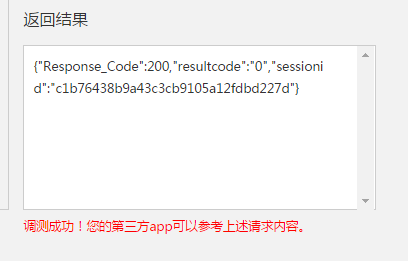 返回结果
{"Response_Code":200,"resultcode":"0","sessioni
d":"c1b76438b9a43c3cb9105a12fdbd227d"}
调测成功！您的第三方app可以参考上述请求内容。